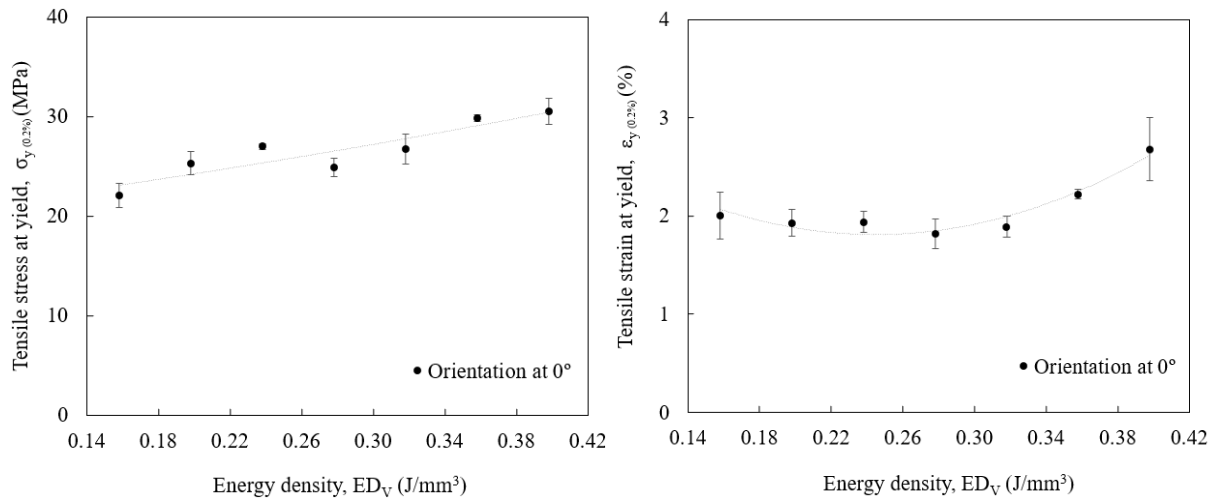 Tensile stress at yield, σy (0.2%) (MPa)
40
30
20
10
0
0.14 0.18 0.22 0.26 0.30 0.34 0.38 0.42
Energy density, EDV (J/mm³)
Orientation at 0º
Tensile strain at yield, εy (0.2%) (%)
4
3
2
1
0
0.14 0.18 0.22 0.26 0.30 0.34 0.38 0.42
Energy density, EDV (J/mm³)
Orientation at 0º